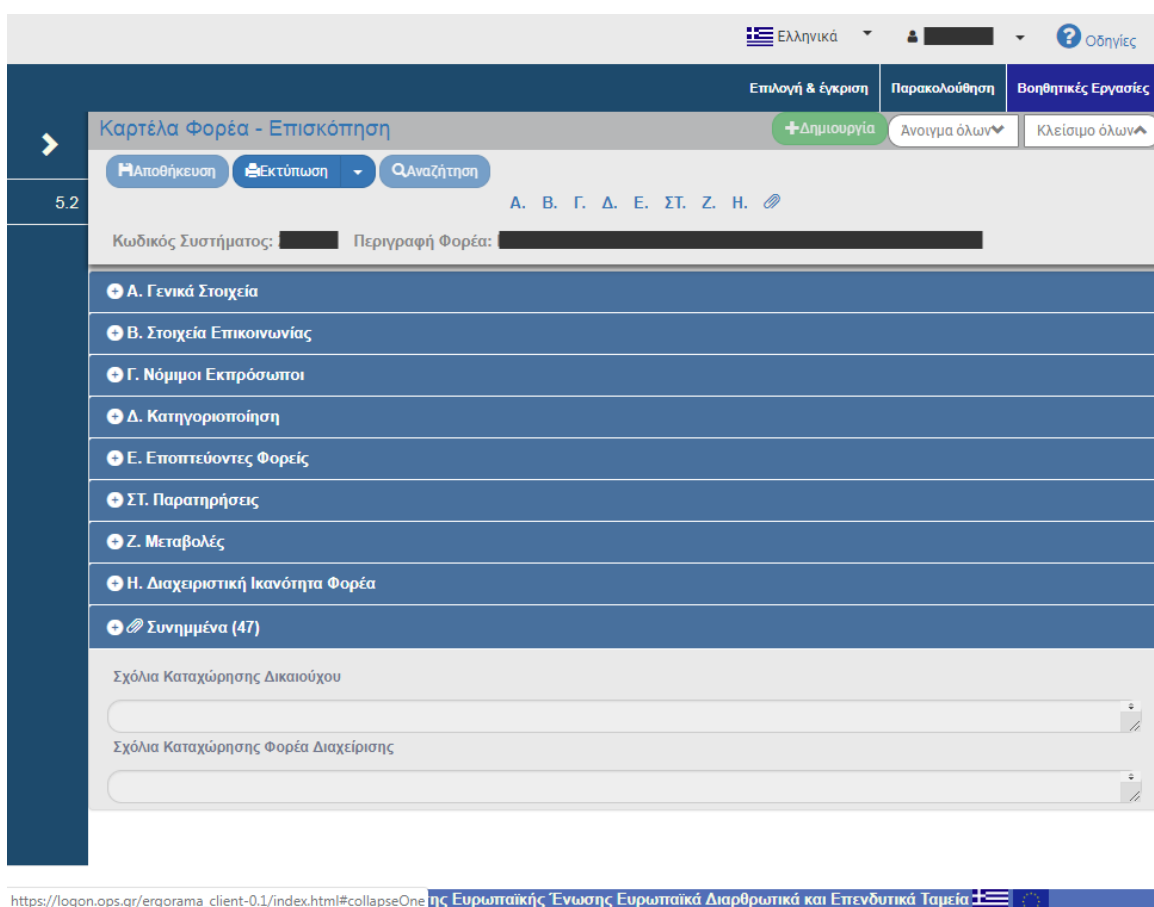 Ελληνικά Οδηγίες
Επιλογή & έγκριση Παρακολούθηση Βοηθητικές Εργασίες
Καρτέλα Φορέα - Επισκόπηση Δημιουργία Άνοιγμα όλων Κλείσιμο όλων
Αποθήκευση Εκτύπωση Αναζήτηση
5.2
Α. Β. Γ. Δ. Ε. ΣΤ. Ζ. Η.
Κωδικός Συστήματος: Περιγραφή Φορέα:
Α. Γενικά Στοιχεία
Β. Στοιχεία Επικοινωνίας
Γ. Νόμιμοι Εκπρόσωποι
Δ. Κατηγοριοποίηση
Ε. Εποπτεύοντες Φορείς
ΣΤ. Παρατηρήσεις
Ζ. Μεταβολές
Η. Διαχειριστική Ικανότητα Φορέα
Συνημμένα (47)
Σχόλια Καταχώρησης Δικαιούχου
Σχόλια Καταχώρησης Φορέα Διαχείρισης
https://logon.ops.gr/ergorama_client-0.1/index.html#collapseOne ης Ευρωπαϊκής Ένωσης Ευρωπαϊκά Διαρθρωτικά και Επενδυτικά Ταμεία